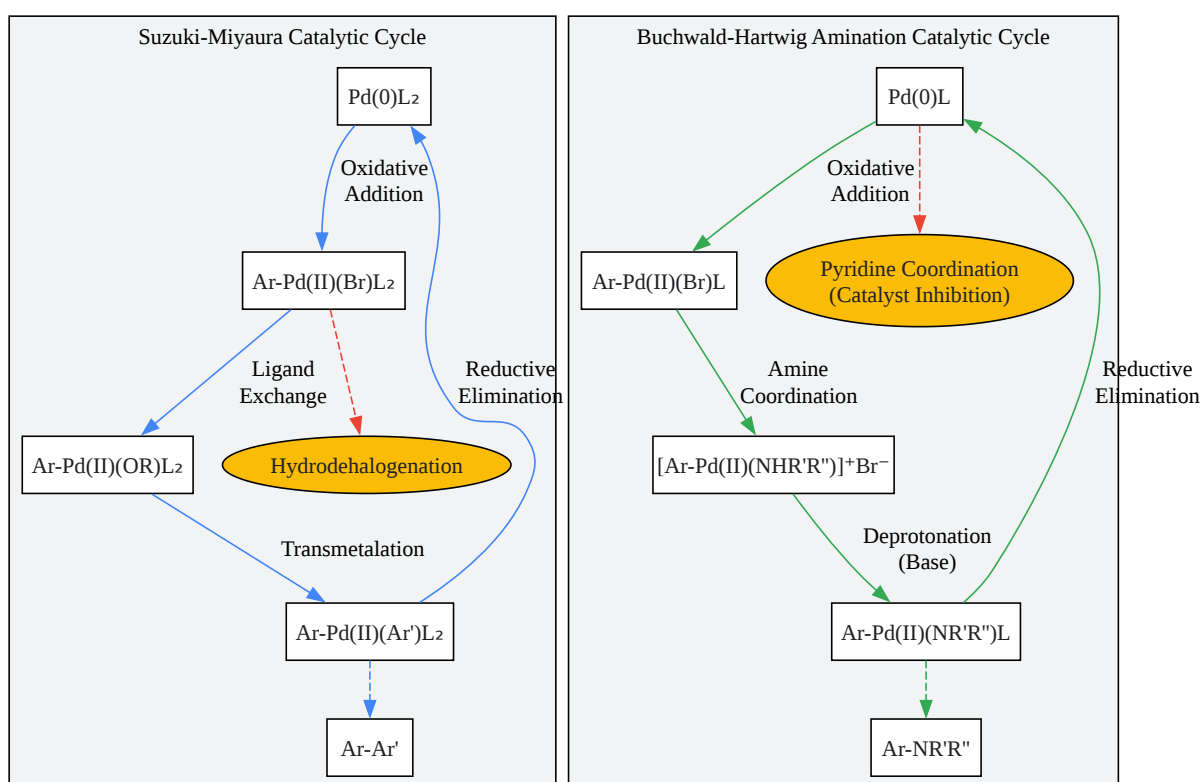 Suzuki-Miyaura Catalytic Cycle
Pd(0)L₂
Oxidative
Addition
Ar-Pd(II)(Br)L₂
Ligand
Exchange
Reductive
Elimination
Ar-Pd(II)(OR)L₂
Hydrodehalogenation
Transmetalation
Ar-Pd(II)(Ar')L₂
Ar-Ar'
Buchwald-Hartwig Amination Catalytic Cycle
Pd(0)L
Oxidative
Addition
Ar-Pd(II)(Br)L
Pyridine Coordination
(Catalyst Inhibition)
Amine
Coordination
Reductive
Elimination
[Ar-Pd(II)(NHR'R")]⁺Br⁻
Deprotonation
(Base)
Ar-Pd(II)(NR'R")L
Ar-NR'R"